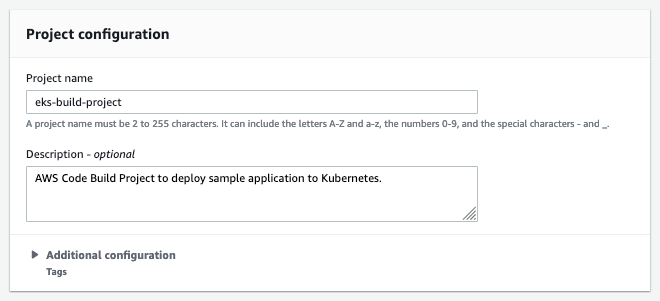 Project configuration
Project name
eks-build-project
A project name must be 2 to 255 characters. It can include the letters A-Z and a-z, the numbers 0-9, and the special characters - and _.
Description - optional
AWS Code Build Project to deploy sample application to Kubernetes.
Additional configuration
Tags